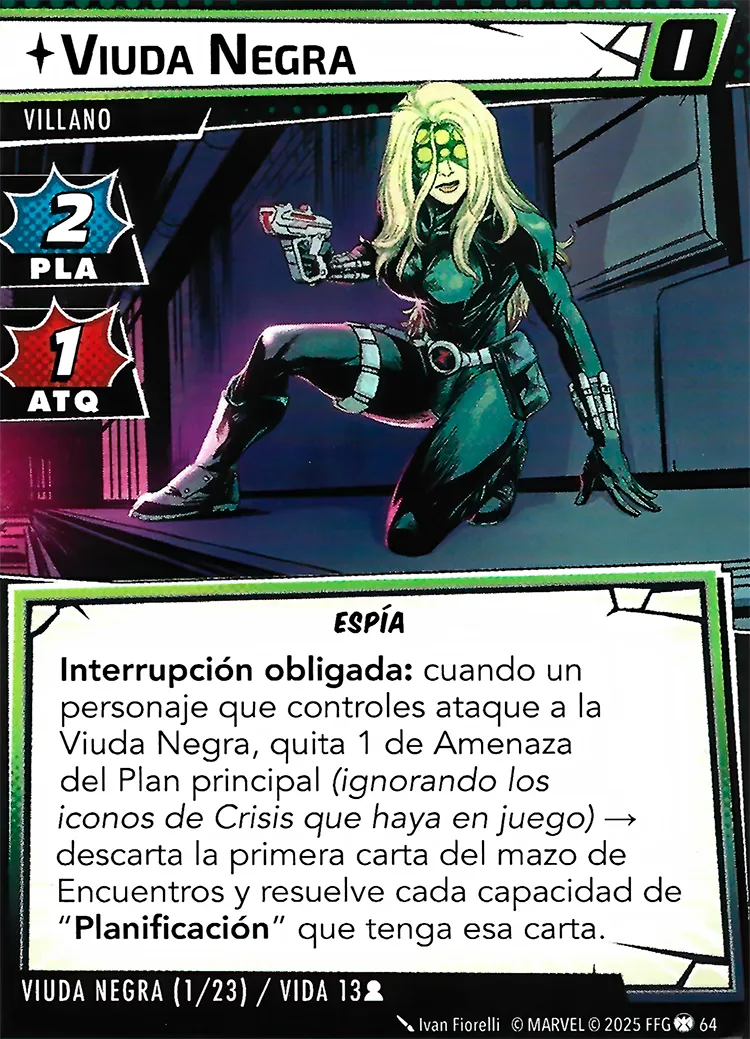 VIUDA NEGRA
I
VILLANO
2
PLA
1
ATQ
ESPÍA
Interrupción obligada: cuando un
personaje que controles ataque a la
Viuda Negra, quita 1 de Amenaza
del Plan principal (ignorando los
iconos de Crisis que haya en juego) →
descarta la primera carta del mazo de
Encuentros y resuelve cada capacidad de
“Planificación” que tenga esa carta.
VIUDA NEGRA (1/23) / VIDA 13
Ivan Fiorelli © MARVEL © 2025 FFG 64